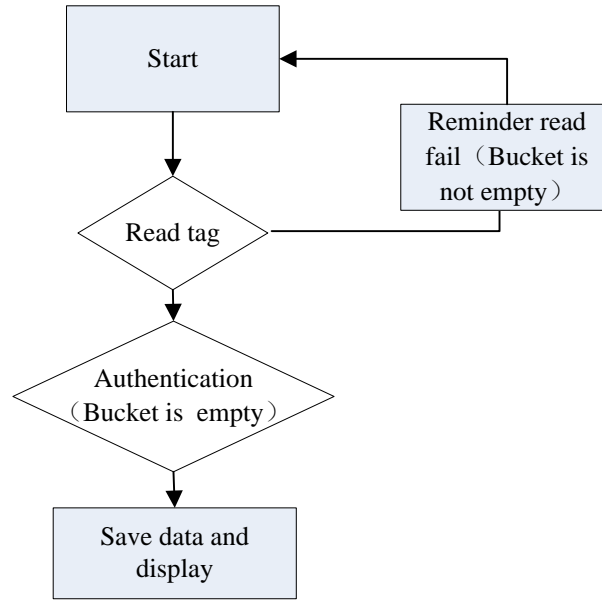 Start
Reminder read
fail（Bucket is
not empty）
Read tag
Authentication
（Bucket is  empty）
Save data and
display